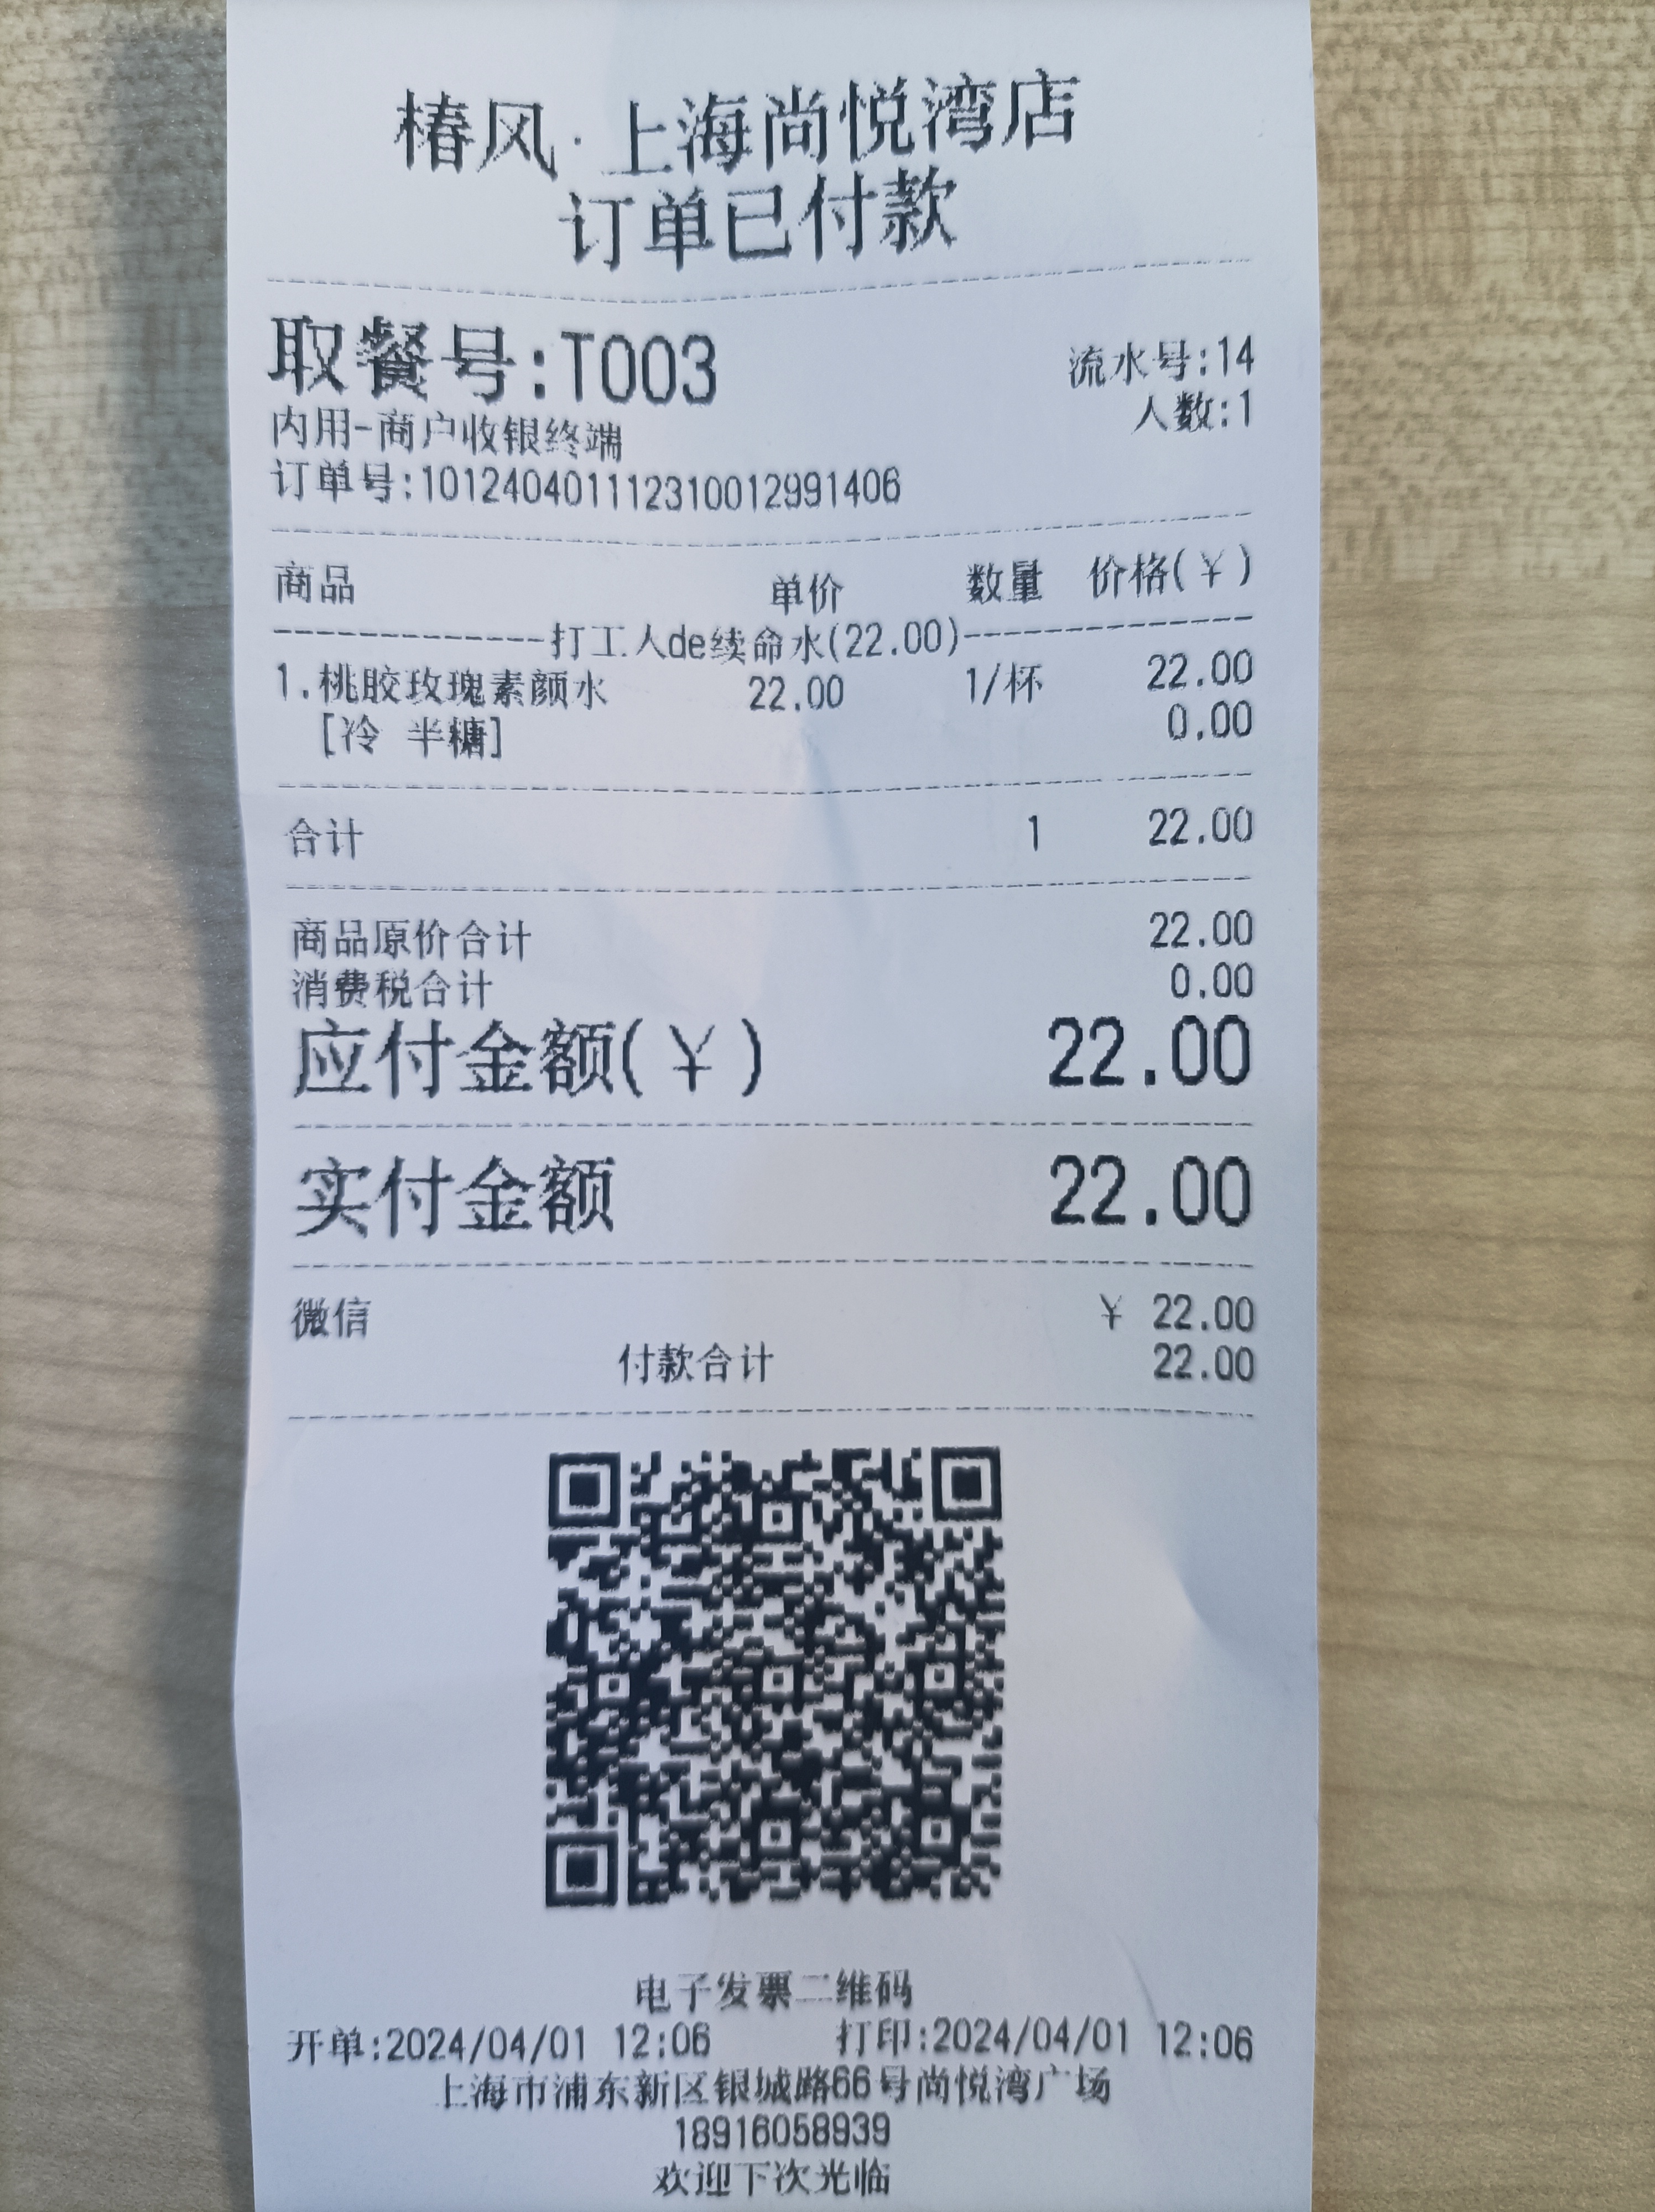 椿风·上海尚悦湾店
订单已付款
取餐号:T003
流水号:14
内用-商户收银终端
人数:1
订单号:101240401112310012991406
商品 单价 数量 价格(¥)
-------------打工人de续命水(22.00)--------------
1.桃胶玫瑰素颜水 22.00 1/杯 22.00
[冷 半糖] 0.00
合计 1 22.00
商品原价合计 22.00
消费税合计 0.00
应付金额(¥) 22.00
实付金额 22.00
微信 ¥ 22.00
付款合计 22.00
电子发票二维码
开单:2024/04/01 12:06 打印:2024/04/01 12:06
上海市浦东新区银城路66号尚悦湾广场
18916058939
欢迎下次光临